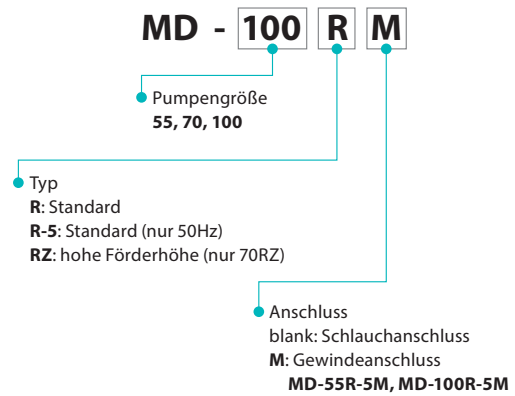 MD - 100 R M
Pumpengröße
55, 70, 100
Typ
R: Standard
R-5: Standard (nur 50Hz)
RZ: hohe Förderhöhe (nur 70RZ)
Anschluss
blank: Schlauchanschluss
M: Gewindeanschluss
MD-55R-5M, MD-100R-5M